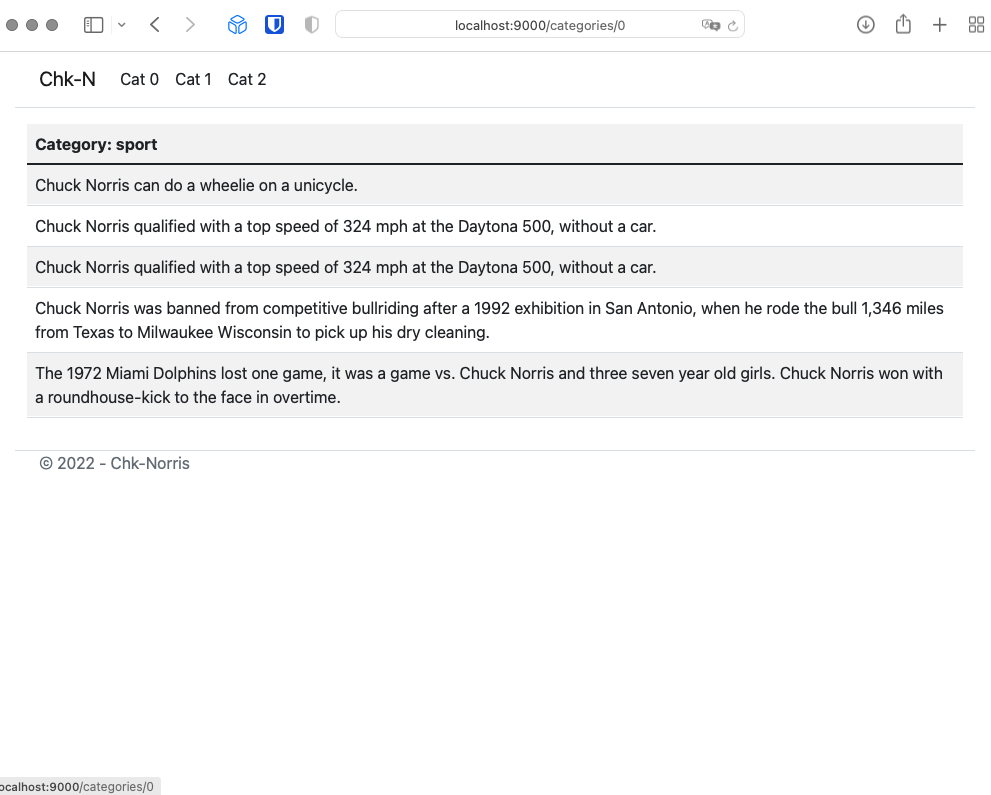 localhost:9000/categories/0
Chk-N Cat 0 Cat 1 Cat 2
Category: sport
Chuck Norris can do a wheelie on a unicycle.
Chuck Norris qualified with a top speed of 324 mph at the Daytona 500, without a car.
Chuck Norris qualified with a top speed of 324 mph at the Daytona 500, without a car.
Chuck Norris was banned from competitive bullriding after a 1992 exhibition in San Antonio, when he rode the bull 1,346 miles
from Texas to Milwaukee Wisconsin to pick up his dry cleaning.
The 1972 Miami Dolphins lost one game, it was a game vs. Chuck Norris and three seven year old girls. Chuck Norris won with
a roundhouse-kick to the face in overtime.
© 2022 - Chk-Norris
ocalhost:9000/categories/0